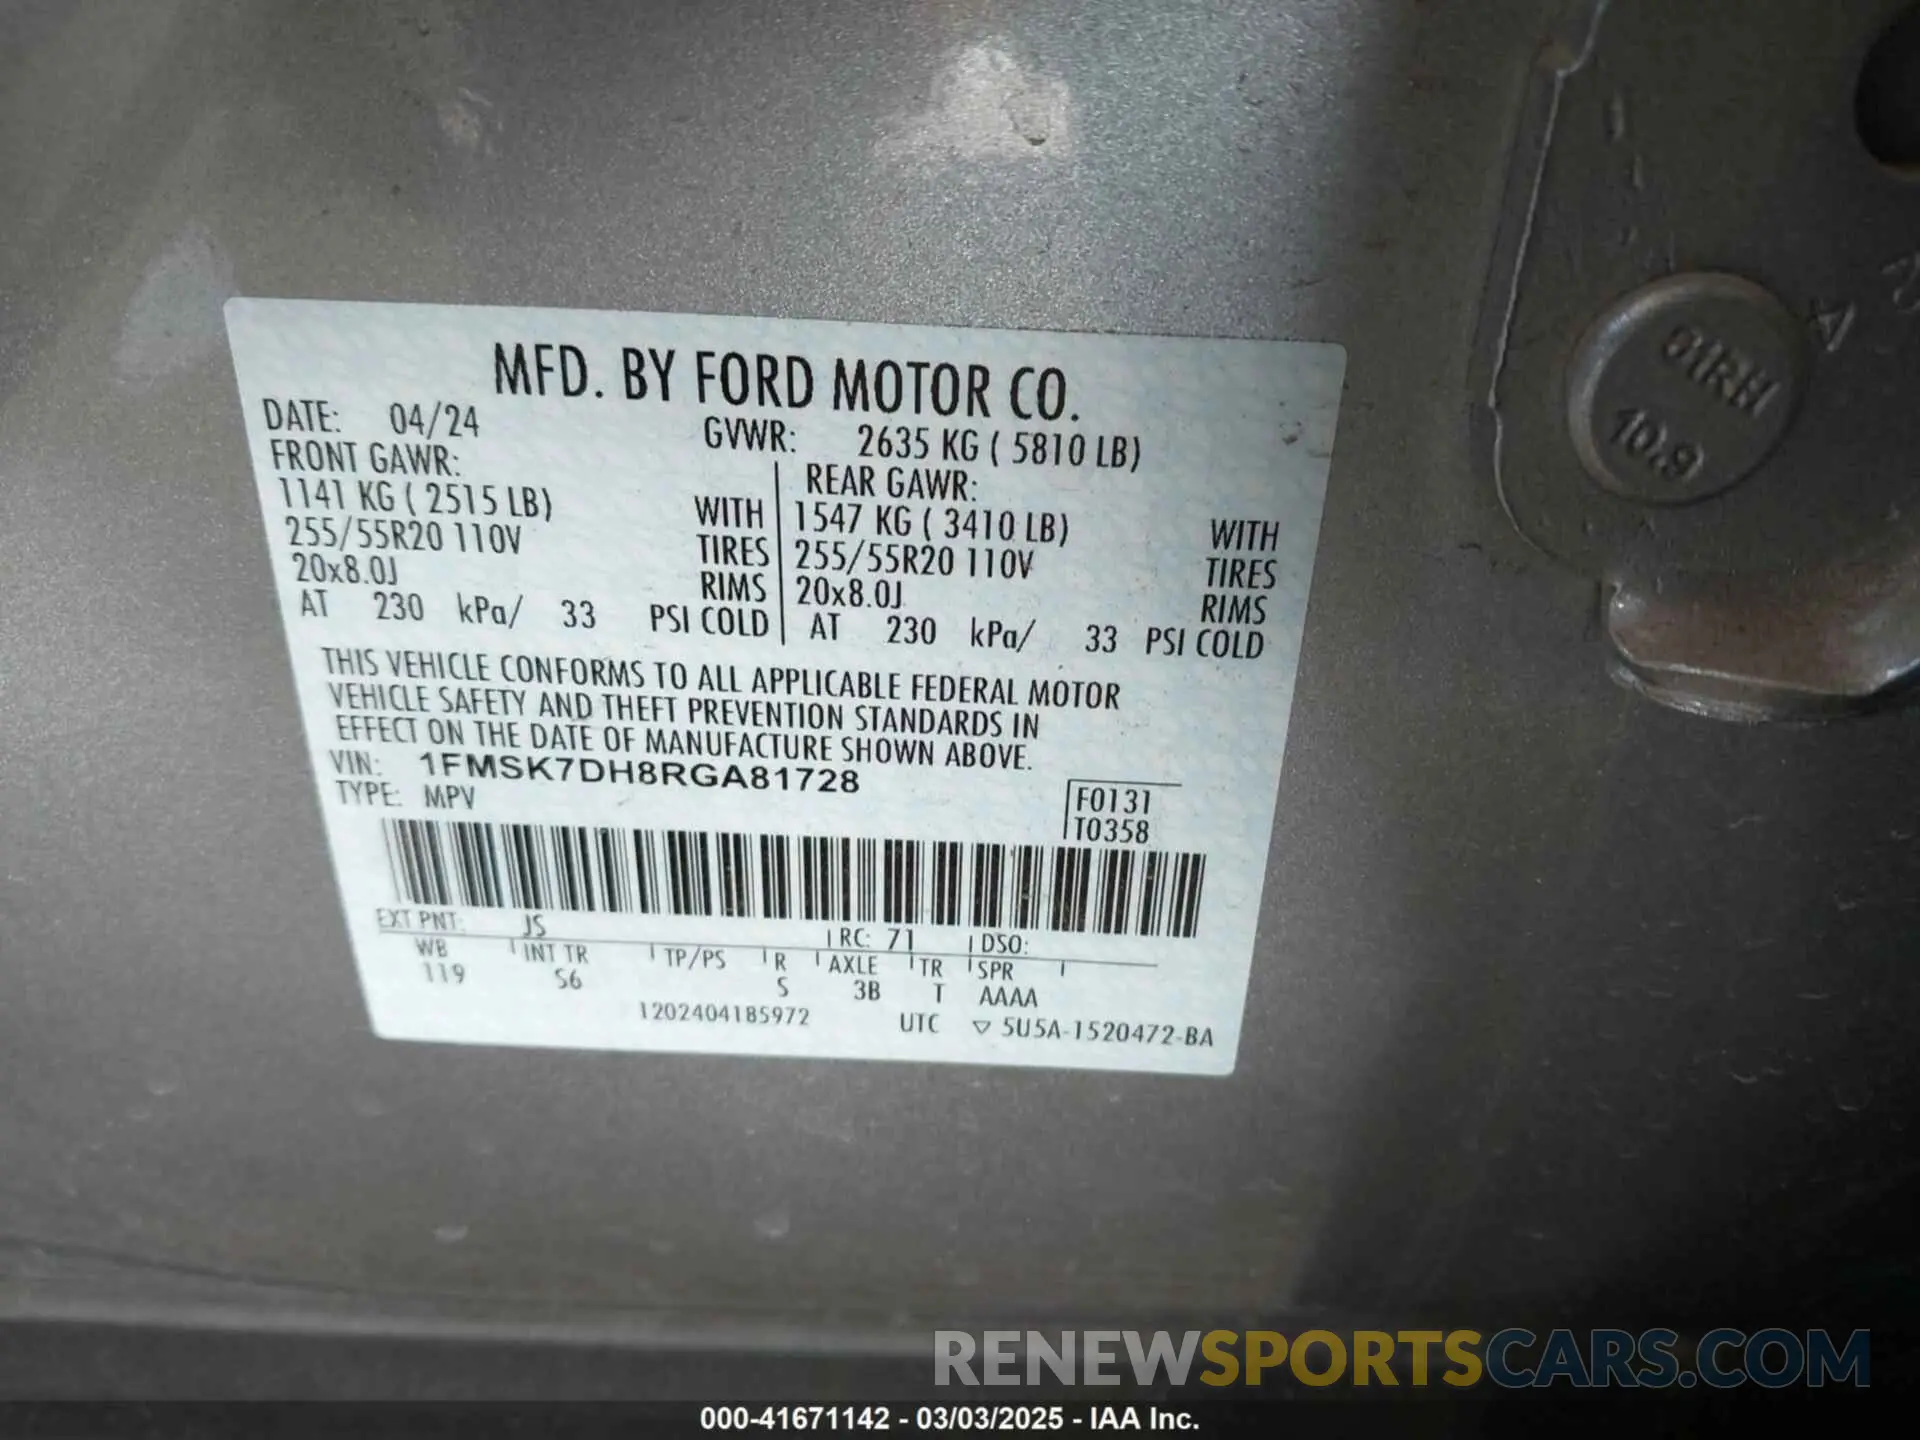 MFD. BY FORD MOTOR CO.
DATE: 04/24 GVWR: 2635 KG ( 5810 LB)
FRONT GAWR: REAR GAWR:
1141 KG ( 2515 LB) WITH 1547 KG ( 3410 LB) WITH
255/55R20 110V TIRES 255/55R20 110V TIRES
20x8.0J RIMS 20x8.0J RIMS
AT 230 kPa/ 33 PSI COLD AT 230 kPa/ 33 PSI COLD
THIS VEHICLE CONFORMS TO ALL APPLICABLE FEDERAL MOTOR
VEHICLE SAFETY AND THEFT PREVENTION STANDARDS IN
EFFECT ON THE DATE OF MANUFACTURE SHOWN ABOVE.
VIN: 1FMSK7DH8RGA81728
TYPE: MPV
F0131
T0358
EXT PNT: JS RC: 71 DSO:
WB INT TR TP/PS R AXLE TR SPR
119 S6 S 3B T AAAA
1202404185972 UTC ▽ 5U5A-1520472-BA
10.9
RENEWSPORTSCARS.COM
000-41671142 - 03/03/2025 - IAA Inc.